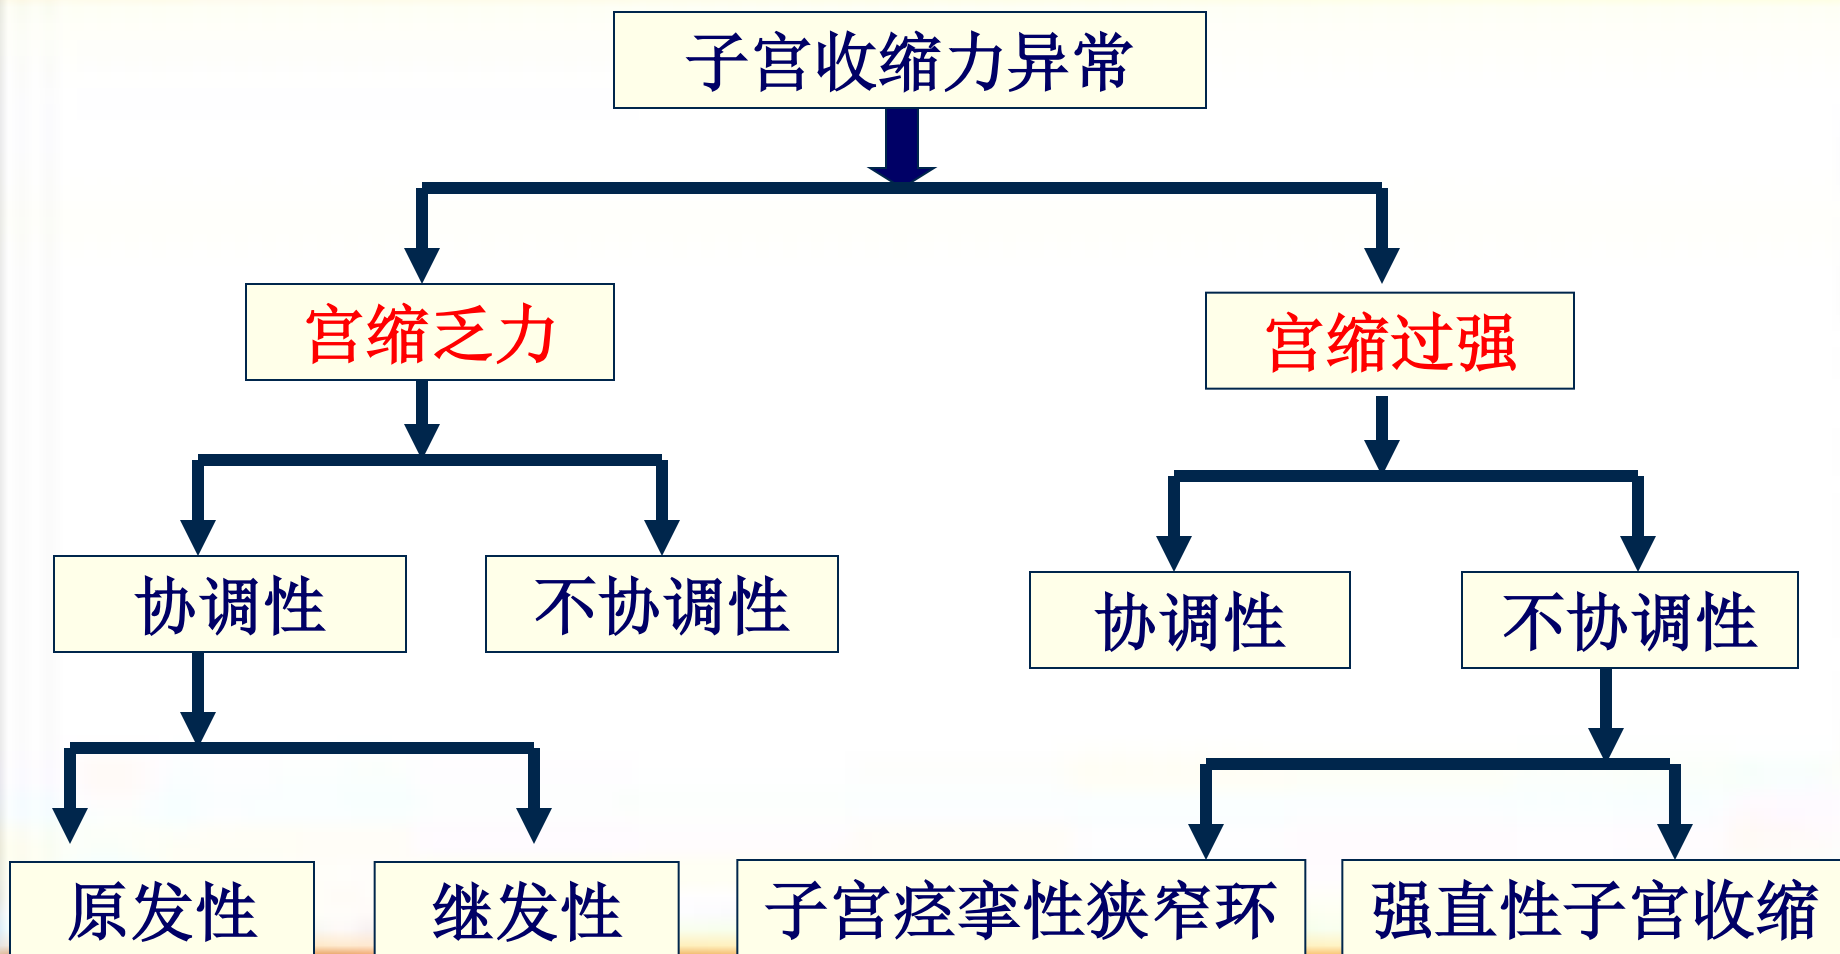 子宫收缩力异常
宫缩乏力
宫缩过强
协调性
不协调性
协调性
不协调性
原发性
继发性
子宫痉挛性狭窄环
强直性子宫收缩